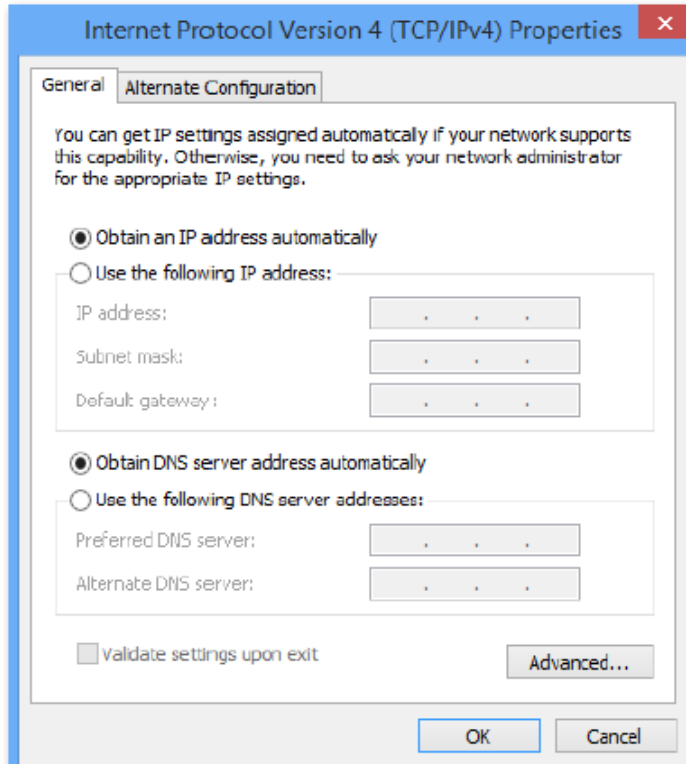 Internet Protocol Version 4 (TCP/IPv4) Properties
General
Alternate Configuration
You can get IP settings assigned automatically if your network supports
this capability. Otherwise, you need to ask your network administrator
for the appropriate IP settings.
Obtain an IP address automatically
Use the following IP address:
IP address:
Subnet mask:
Default gateway:
Obtain DNS server address automatically
Use the following DNS server addresses:
Preferred DNS server:
Alternate DNS server:
Validate settings upon exit
Advanced...
OK
Cancel